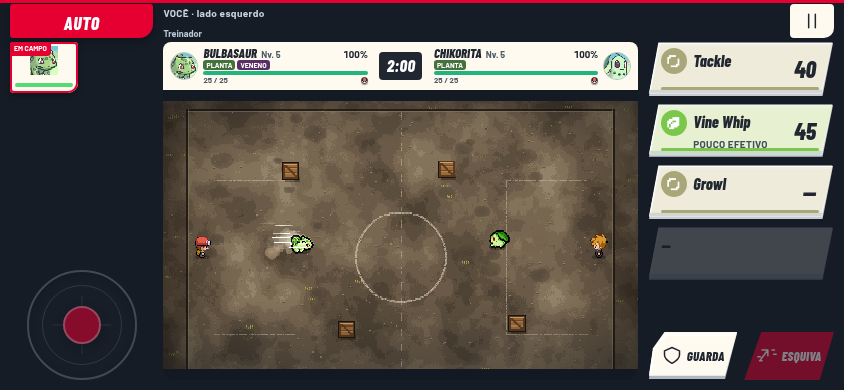 AUTO
VOCÊ · lado esquerdo
EM CAMPO
Treinador
BULBASAUR Nv. 5 100%
PLANTA VENENO
25 / 25
2:00
CHIKORITA Nv. 5 100%
PLANTA
25 / 25
Tackle 40
Vine Whip 45
POUCO EFETIVO
Growl —
—
GUARDA
ESQUIVA